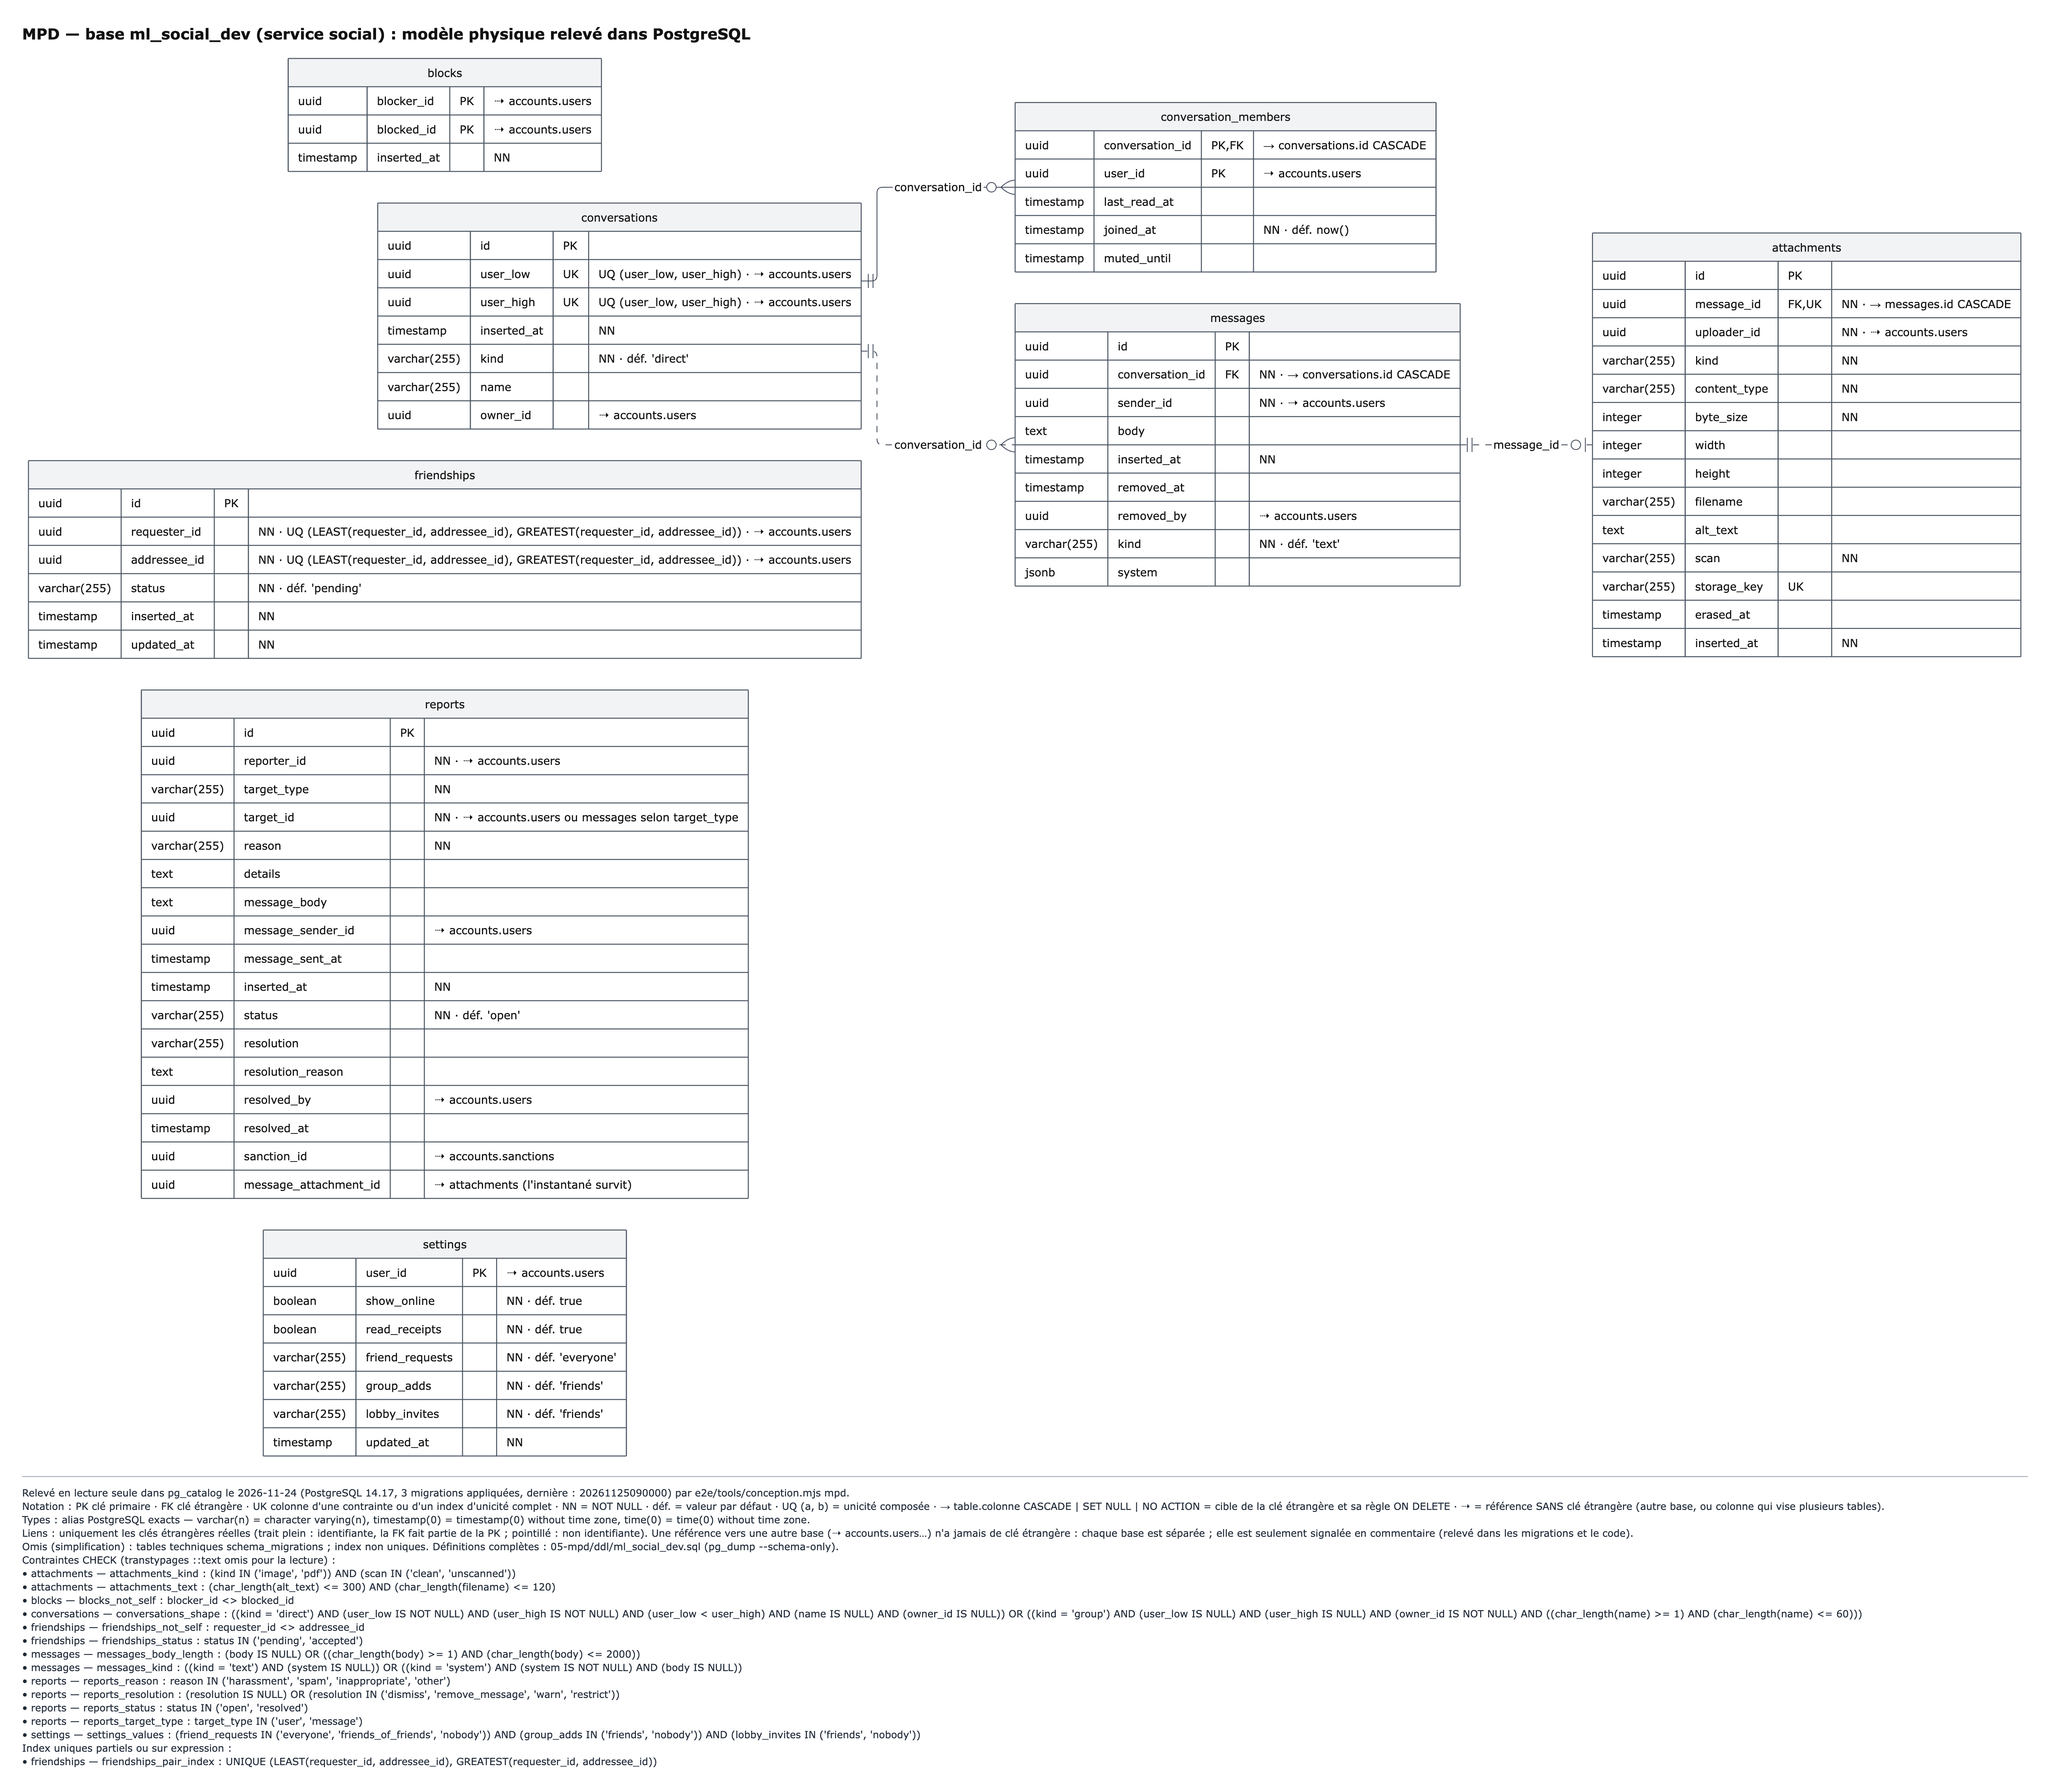 MPD — base ml_social_dev (service social) : modèle physique relevé dans PostgreSQL
blocks
uuid blocker_id PK ⇢ accounts.users
uuid blocked_id PK ⇢ accounts.users
timestamp inserted_at NN
conversations
uuid id PK
uuid user_low UK UQ (user_low, user_high) · ⇢ accounts.users
uuid user_high UK UQ (user_low, user_high) · ⇢ accounts.users
timestamp inserted_at NN
varchar(255) kind NN · déf. 'direct'
varchar(255) name
uuid owner_id ⇢ accounts.users
conversation_id
conversation_id
conversation_members
uuid conversation_id PK,FK → conversations.id CASCADE
uuid user_id PK ⇢ accounts.users
timestamp last_read_at
timestamp joined_at NN · déf. now()
timestamp muted_until
messages
uuid id PK
uuid conversation_id FK NN · → conversations.id CASCADE
uuid sender_id NN · ⇢ accounts.users
text body
timestamp inserted_at NN
timestamp removed_at
uuid removed_by ⇢ accounts.users
varchar(255) kind NN · déf. 'text'
jsonb system
message_id
attachments
uuid id PK
uuid message_id FK,UK NN · → messages.id CASCADE
uuid uploader_id NN · ⇢ accounts.users
varchar(255) kind NN
varchar(255) content_type NN
integer byte_size NN
integer width
integer height
varchar(255) filename
text alt_text
varchar(255) scan NN
varchar(255) storage_key UK
timestamp erased_at
timestamp inserted_at NN
friendships
uuid id PK
uuid requester_id NN · UQ (LEAST(requester_id, addressee_id), GREATEST(requester_id, addressee_id)) · ⇢ accounts.users
uuid addressee_id NN · UQ (LEAST(requester_id, addressee_id), GREATEST(requester_id, addressee_id)) · ⇢ accounts.users
varchar(255) status NN · déf. 'pending'
timestamp inserted_at NN
timestamp updated_at NN
reports
uuid id PK
uuid reporter_id NN · ⇢ accounts.users
varchar(255) target_type NN
uuid target_id NN · ⇢ accounts.users ou messages selon target_type
varchar(255) reason NN
text details
text message_body
uuid message_sender_id ⇢ accounts.users
timestamp message_sent_at
timestamp inserted_at NN
varchar(255) status NN · déf. 'open'
varchar(255) resolution
text resolution_reason
uuid resolved_by ⇢ accounts.users
timestamp resolved_at
uuid sanction_id ⇢ accounts.sanctions
uuid message_attachment_id ⇢ attachments (l'instantané survit)
settings
uuid user_id PK ⇢ accounts.users
boolean show_online NN · déf. true
boolean read_receipts NN · déf. true
varchar(255) friend_requests NN · déf. 'everyone'
varchar(255) group_adds NN · déf. 'friends'
varchar(255) lobby_invites NN · déf. 'friends'
timestamp updated_at NN
Relevé en lecture seule dans pg_catalog le 2026-11-24 (PostgreSQL 14.17, 3 migrations appliquées, dernière : 20261125090000) par e2e/tools/conception.mjs mpd.
Notation : PK clé primaire · FK clé étrangère · UK colonne d'une contrainte ou d'un index d'unicité complet · NN = NOT NULL · déf. = valeur par défaut · UQ (a, b) = unicité composée · → table.colonne CASCADE | SET NULL | NO ACTION = cible de la clé étrangère et sa règle ON DELETE · ⇢ = référence SANS clé étrangère (autre base, ou colonne qui vise plusieurs tables).
Types : alias PostgreSQL exacts — varchar(n) = character varying(n), timestamp(0) = timestamp(0) without time zone, time(0) = time(0) without time zone.
Liens : uniquement les clés étrangères réelles (trait plein : identifiante, la FK fait partie de la PK ; pointillé : non identifiante). Une référence vers une autre base (⇢ accounts.users…) n'a jamais de clé étrangère : chaque base est séparée ; elle est seulement signalée en commentaire (relevé dans les migrations et le code).
Omis (simplification) : tables techniques schema_migrations ; index non uniques. Définitions complètes : 05-mpd/ddl/ml_social_dev.sql (pg_dump --schema-only).
Contraintes CHECK (transtypages ::text omis pour la lecture) :
• attachments — attachments_kind : (kind IN ('image', 'pdf')) AND (scan IN ('clean', 'unscanned'))
• attachments — attachments_text : (char_length(alt_text) <= 300) AND (char_length(filename) <= 120)
• blocks — blocks_not_self : blocker_id <> blocked_id
• conversations — conversations_shape : ((kind = 'direct') AND (user_low IS NOT NULL) AND (user_high IS NOT NULL) AND (user_low < user_high) AND (name IS NULL) AND (owner_id IS NULL)) OR ((kind = 'group') AND (user_low IS NULL) AND (user_high IS NULL) AND (owner_id IS NOT NULL) AND ((char_length(name) >= 1) AND (char_length(name) <= 60)))
• friendships — friendships_not_self : requester_id <> addressee_id
• friendships — friendships_status : status IN ('pending', 'accepted')
• messages — messages_body_length : (body IS NULL) OR ((char_length(body) >= 1) AND (char_length(body) <= 2000))
• messages — messages_kind : ((kind = 'text') AND (system IS NULL)) OR ((kind = 'system') AND (system IS NOT NULL) AND (body IS NULL))
• reports — reports_reason : reason IN ('harassment', 'spam', 'inappropriate', 'other')
• reports — reports_resolution : (resolution IS NULL) OR (resolution IN ('dismiss', 'remove_message', 'warn', 'restrict'))
• reports — reports_status : status IN ('open', 'resolved')
• reports — reports_target_type : target_type IN ('user', 'message')
• settings — settings_values : (friend_requests IN ('everyone', 'friends_of_friends', 'nobody')) AND (group_adds IN ('friends', 'nobody')) AND (lobby_invites IN ('friends', 'nobody'))
Index uniques partiels ou sur expression :
• friendships — friendships_pair_index : UNIQUE (LEAST(requester_id, addressee_id), GREATEST(requester_id, addressee_id))